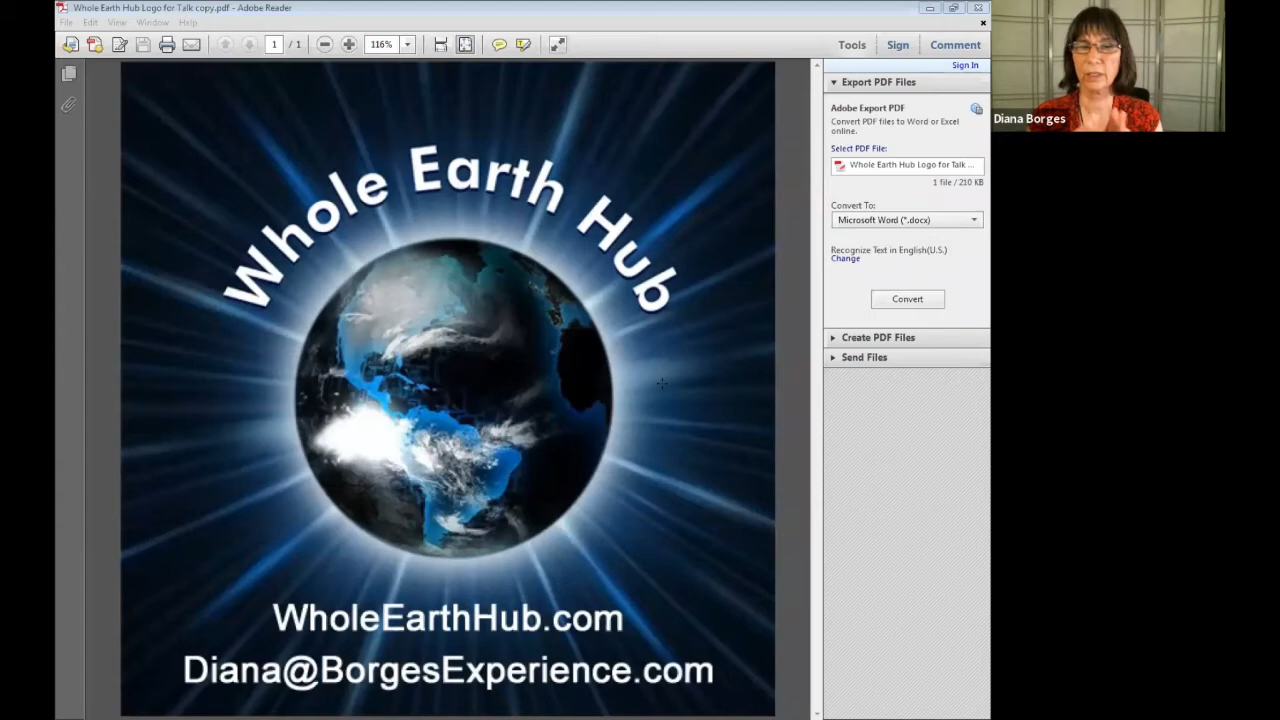 Whole Earth Hub Logo for Talk copy.pdf - Adobe Reader
File Edit View Window Help
1 / 1 116%
Tools Sign Comment
Sign In
Export PDF Files
Adobe Export PDF
Convert PDF files to Word or Excel
online.
Select PDF File:
Whole Earth Hub Logo for Talk ...
1 file / 210 KB
Convert To:
Microsoft Word (*.docx)
Recognize Text in English(U.S.)
Change
Convert
Create PDF Files
Send Files
Whole Earth Hub
WholeEarthHub.com
Diana@BorgesExperience.com
Diana Borges